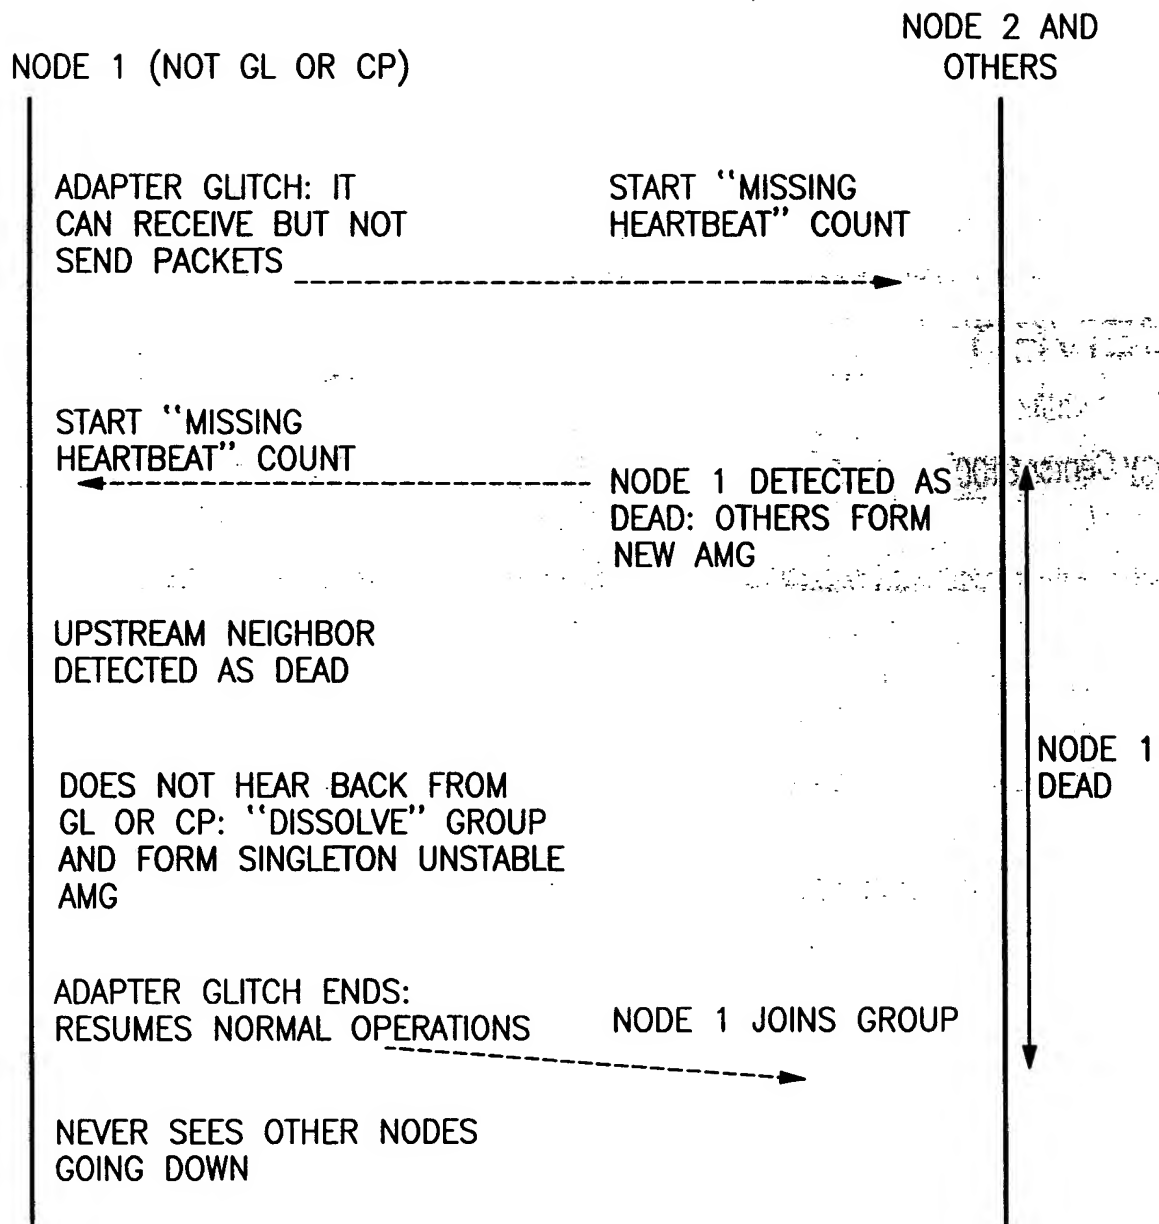 NODE 1 (NOT GL OR CP)
NODE 2 AND
OTHERS
ADAPTER GLITCH: IT
CAN RECEIVE BUT NOT
SEND PACKETS
START "MISSING
HEARTBEAT" COUNT
START "MISSING
HEARTBEAT" COUNT
NODE 1 DETECTED AS
DEAD: OTHERS FORM
NEW AMG
UPSTREAM NEIGHBOR
DETECTED AS DEAD
NODE 1
DEAD
DOES NOT HEAR BACK FROM
GL OR CP: "DISSOLVE" GROUP
AND FORM SINGLETON UNSTABLE
AMG
ADAPTER GLITCH ENDS:
RESUMES NORMAL OPERATIONS
NODE 1 JOINS GROUP
NEVER SEES OTHER NODES
GOING DOWN